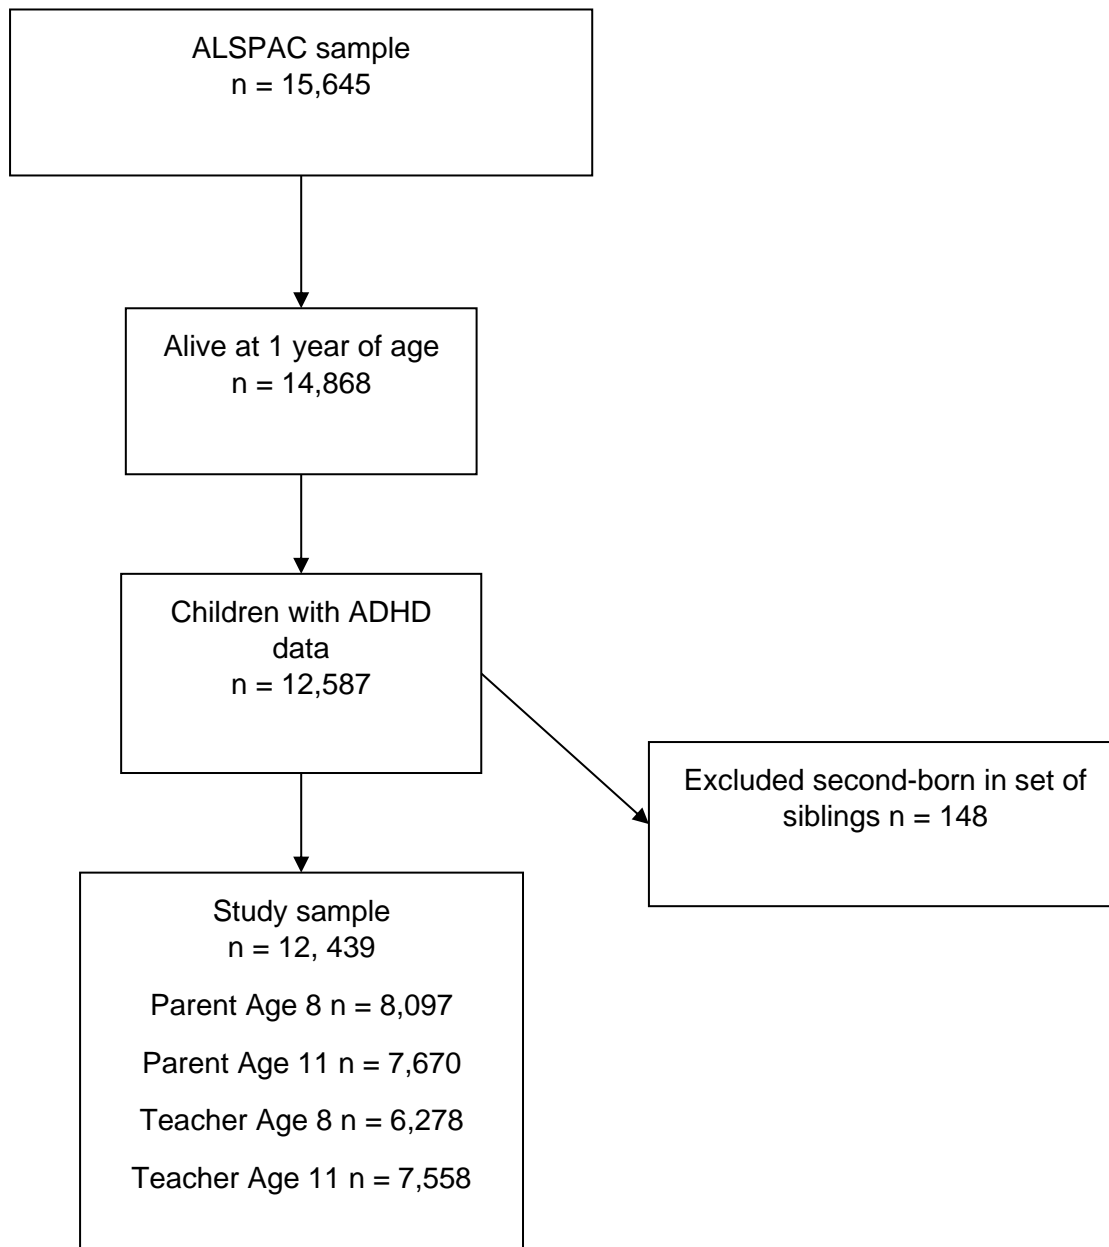 ALSPAC sample
n = 15,645
Alive at 1 year of age
n = 14,868
Children with ADHD
data
n = 12,587
Excluded second-born in set of
siblings n = 148
Study sample
n = 12, 439
Parent Age 8 n = 8,097
Parent Age 11 n = 7,670
Teacher Age 8 n = 6,278
Teacher Age 11 n = 7,558